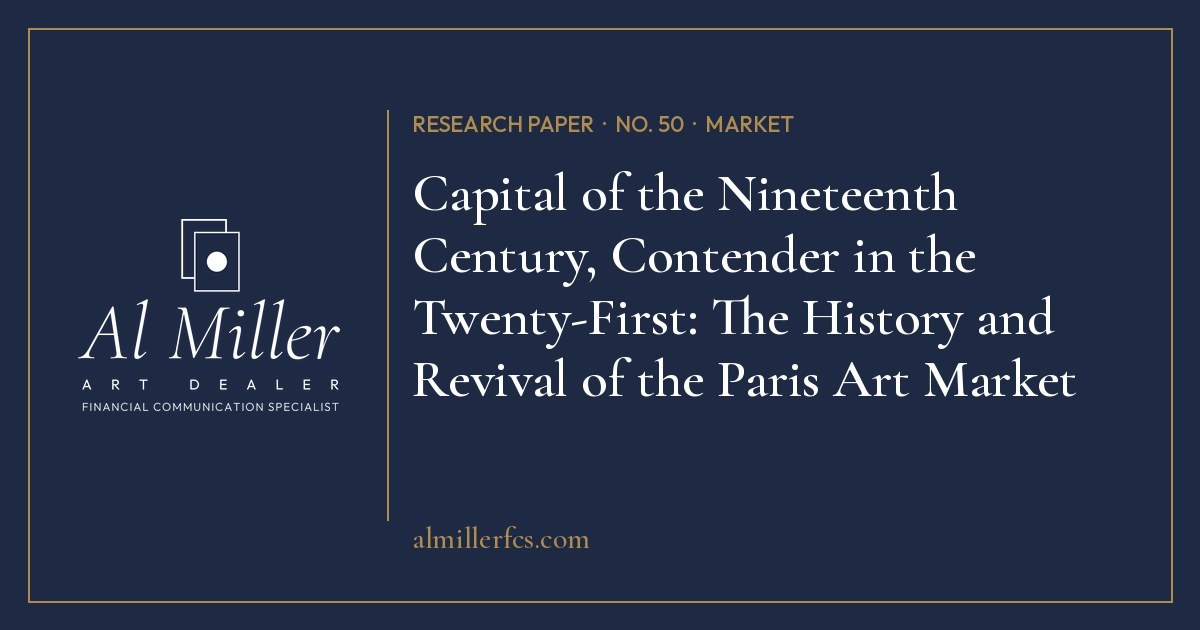 Al Miller
ART DEALER
FINANCIAL COMMUNICATION SPECIALIST
RESEARCH PAPER · NO. 50 · MARKET
Capital of the Nineteenth
Century, Contender in the
Twenty-First: The History and
Revival of the Paris Art Market
almillerfcs.com